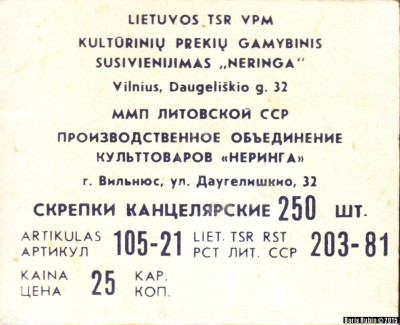 LIETUVOS TSR VPM
KULTŪRINIŲ PREKIŲ GAMYBINIS
SUSIVIENIJIMAS „NERINGA"
Vilnius, Daugeliškio g. 32
ММП ЛИТОВСКОЙ ССР
ПРОИЗВОДСТВЕННОЕ ОБЪЕДИНЕНИЕ
КУЛЬТТОВАРОВ «НЕРИНГА»
г. Вильнюс, ул. Даугелишкио, 32
СКРЕПКИ КАНЦЕЛЯРСКИЕ 250 ШТ.
ARTIKULAS
АРТИКУЛ 105-21 LIET. TSR RST
РСТ ЛИТ. ССР 203-81
KAINA
ЦЕНА 25 KAP.
КОП.
Boris Rubin © 2015